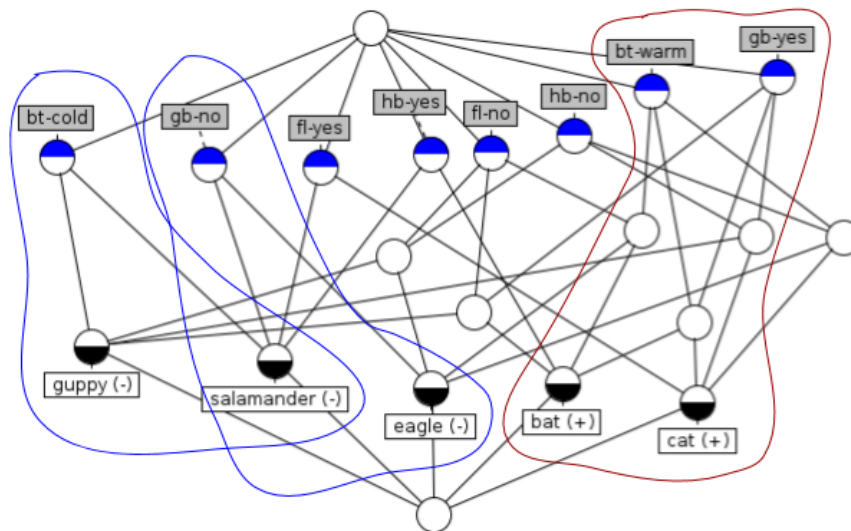 gb-yes
bt-warm
hb-yes
hb-no
bt-cold
gb-no
fl-yes
fl-no
guppy (-)
salamander (-)
eagle (-)
bat (+)
cat (+)